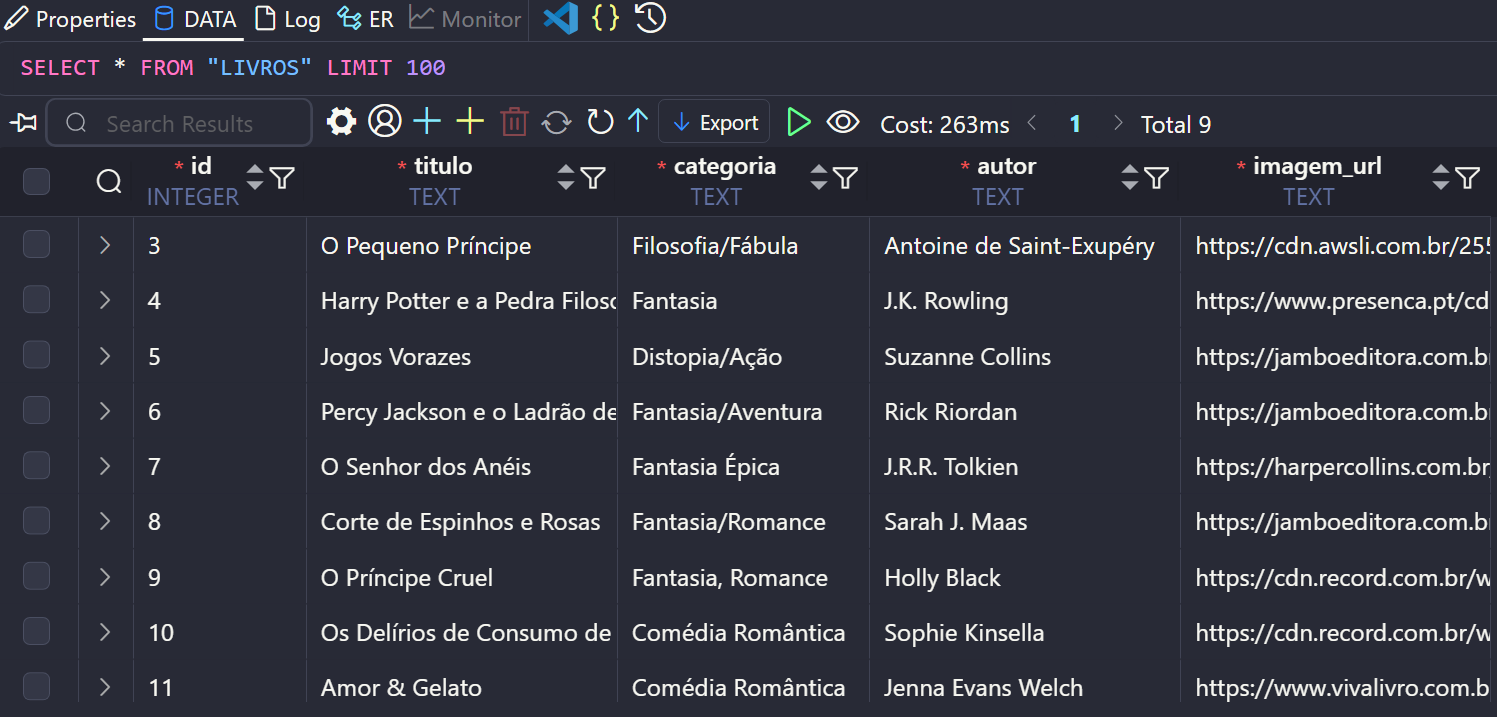 Properties DATA Log ER Monitor { }
SELECT * FROM "LIVROS" LIMIT 100
Search Results Export Cost: 263ms 1 Total 9
* id * titulo * categoria * autor * imagem_url
INTEGER TEXT TEXT TEXT TEXT
3 O Pequeno Príncipe Filosofia/Fábula Antoine de Saint-Exupéry https://cdn.awsli.com.br/255
4 Harry Potter e a Pedra Filoso Fantasia J.K. Rowling https://www.presenca.pt/cd
5 Jogos Vorazes Distopia/Ação Suzanne Collins https://jamboeditora.com.b
6 Percy Jackson e o Ladrão de Fantasia/Aventura Rick Riordan https://jamboeditora.com.b
7 O Senhor dos Anéis Fantasia Épica J.R.R. Tolkien https://harpercollins.com.br,
8 Corte de Espinhos e Rosas Fantasia/Romance Sarah J. Maas https://jamboeditora.com.b
9 O Príncipe Cruel Fantasia, Romance Holly Black https://cdn.record.com.br/w
10 Os Delírios de Consumo de Comédia Romântica Sophie Kinsella https://cdn.record.com.br/w
11 Amor & Gelato Comédia Romântica Jenna Evans Welch https://www.vivalivro.com.b